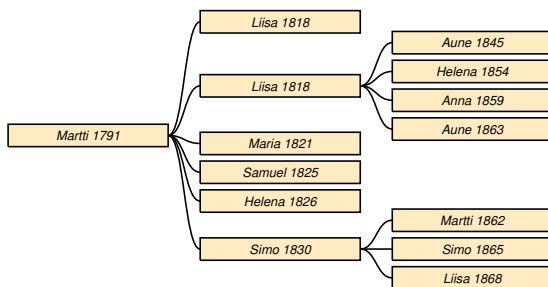 Martti 1791
Liisa 1818
Liisa 1818
Aune 1845
Helena 1854
Anna 1859
Aune 1863
Maria 1821
Samuel 1825
Helena 1826
Simo 1830
Martti 1862
Simo 1865
Liisa 1868